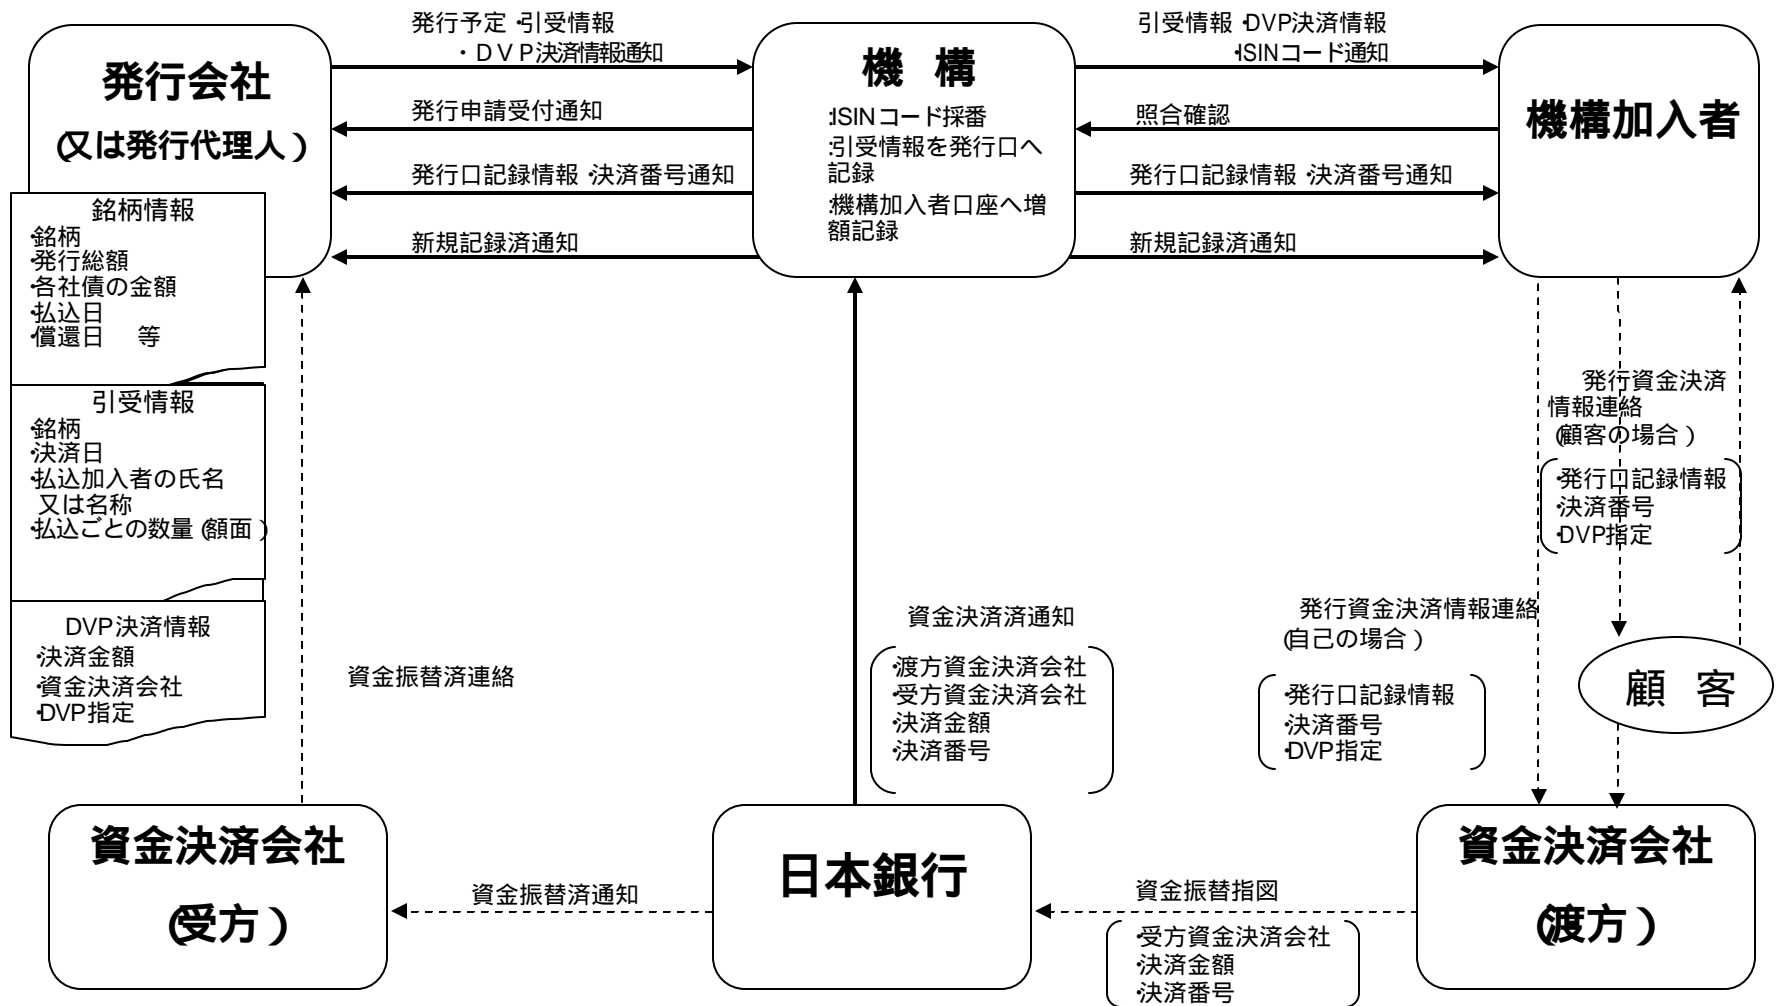 発行予定・引受情報
・ＤＶＰ決済情報通知
引受情報・DVP決済情報
・ISINコード通知
発行会社
(又は発行代理人)
機 構
:ISINコード採番
:引受情報を発行口へ
記録
:機構加入者口座へ増
額記録
機構加入者
発行申請受付通知
照合確認
発行口記録情報・決済番号通知
発行口記録情報・決済番号通知
新規記録済通知
新規記録済通知
銘柄情報
・銘柄
・発行総額
・各社債の金額
・払込日
・償還日 等
引受情報
・銘柄
・決済日
・払込加入者の氏名
又は名称
・払込ごとの数量(額面)
DVP決済情報
・決済金額
・資金決済会社
・DVP指定
資金振替済連絡
資金決済済通知
・渡方資金決済会社
・受方資金決済会社
・決済金額
・決済番号
発行資金決済情報連絡
(自己の場合)
・発行口記録情報
・決済番号
・DVP指定
発行資金決済
情報連絡
(顧客の場合)
・発行口記録情報
・決済番号
・DVP指定
顧 客
資金決済会社
(受方)
資金振替済通知
日本銀行
資金振替指図
・受方資金決済会社
・決済金額
・決済番号
資金決済会社
(渡方)